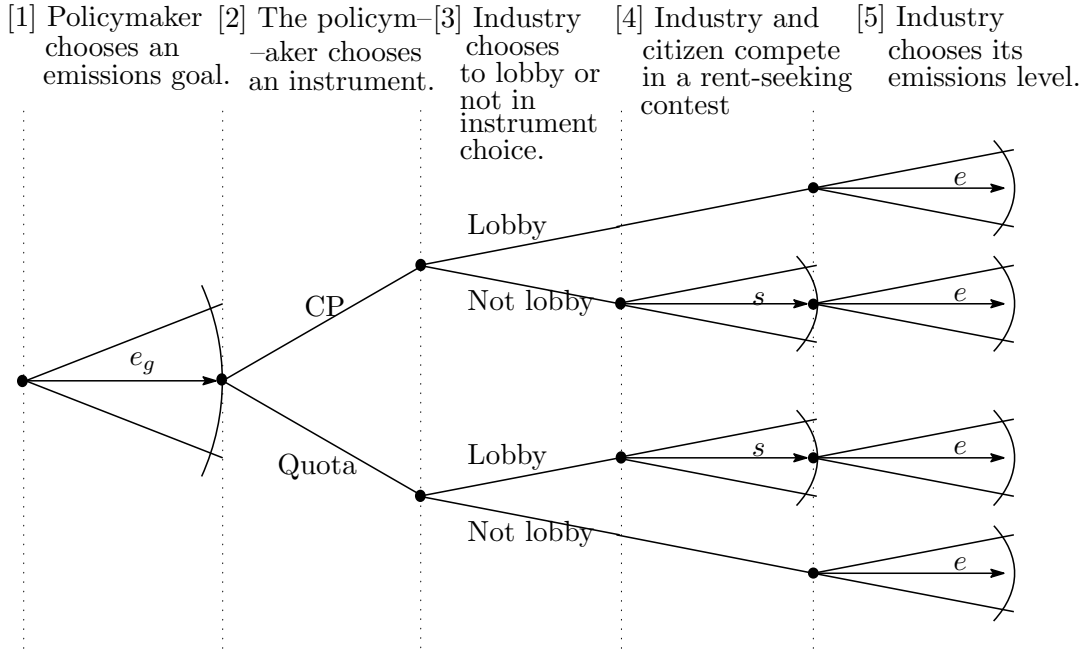 [1] Policymaker
chooses an
emissions goal.
[2] The policym–
–aker chooses
an instrument.
[3] Industry
chooses
to lobby or
not in
instrument
choice.
[4] Industry and
citizen compete
in a rent-seeking
contest
[5] Industry
chooses its
emissions level.
e
Lobby
Not lobby
s
e
CP
e_g
Quota
Lobby
s
e
Not lobby
e